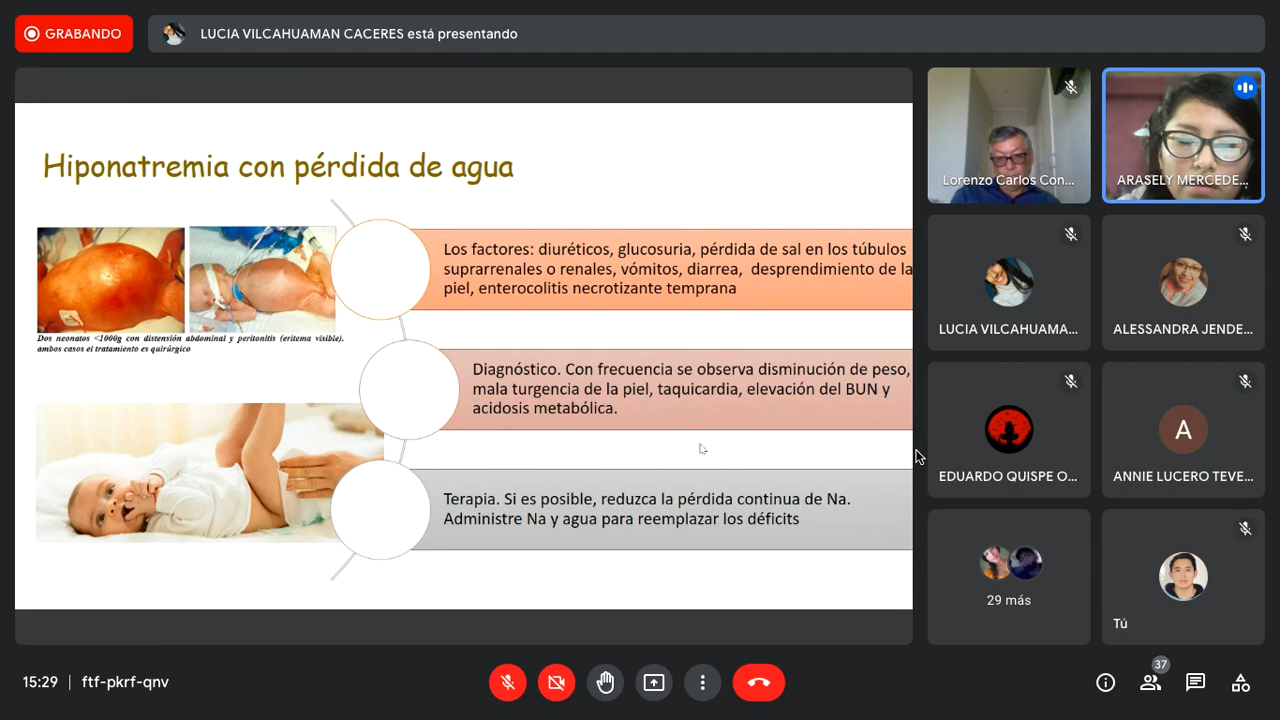 GRABANDO
LUCIA VILCAHUAMAN CACERES está presentando
Hiponatremia con pérdida de agua
Dos neonatos <1000g con distensión abdominal y peritonitis (eritema visible).
ambos casos el tratamiento es quirúrgico
Los factores: diuréticos, glucosuria, pérdida de sal en los túbulos
suprarrenales o renales, vómitos, diarrea, desprendimiento de la
piel, enterocolitis necrotizante temprana
Diagnóstico. Con frecuencia se observa disminución de peso,
mala turgencia de la piel, taquicardia, elevación del BUN y
acidosis metabólica.
Terapia. Si es posible, reduzca la pérdida continua de Na.
Administre Na y agua para reemplazar los déficits
Lorenzo Carlos Con...
ARASELY MERCEDE...
LUCIA VILCAHUAMA...
ALESSANDRA JENDE...
EDUARDO QUISPE O...
A
ANNIE LUCERO TEVE...
29 más
Tú
15:29 | ftf-pkrf-qnv
37